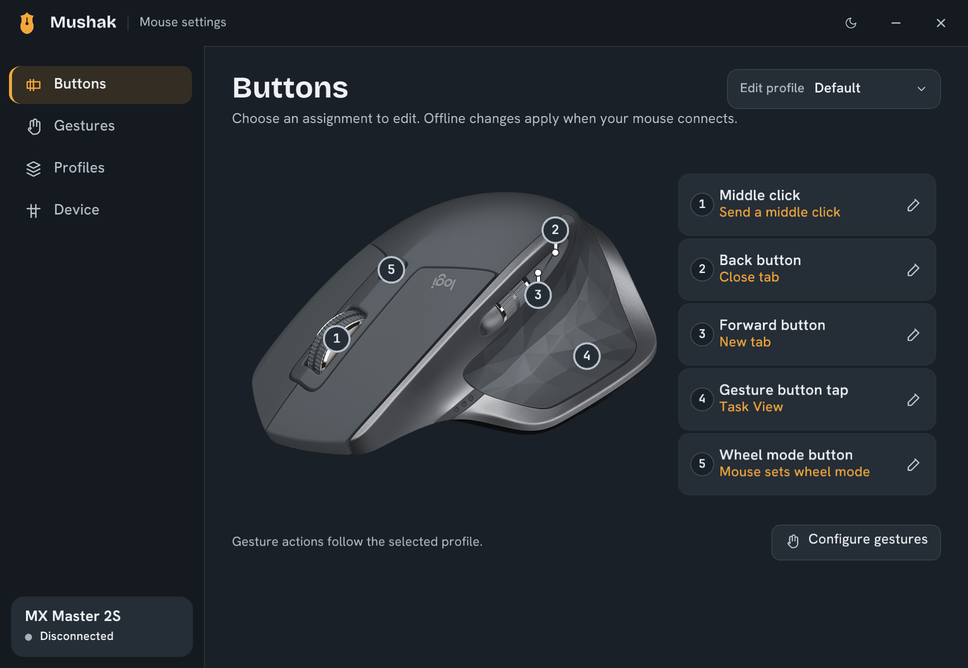 Mushak
Mouse settings
Buttons
Gestures
Profiles
Device
Buttons
Choose an assignment to edit. Offline changes apply when your mouse connects.
Edit profile Default
logi
5
1
2
3
4
1
Middle click
Send a middle click
2
Back button
Close tab
3
Forward button
New tab
4
Gesture button tap
Task View
5
Wheel mode button
Mouse sets wheel mode
Gesture actions follow the selected profile.
Configure gestures
MX Master 2S
Disconnected